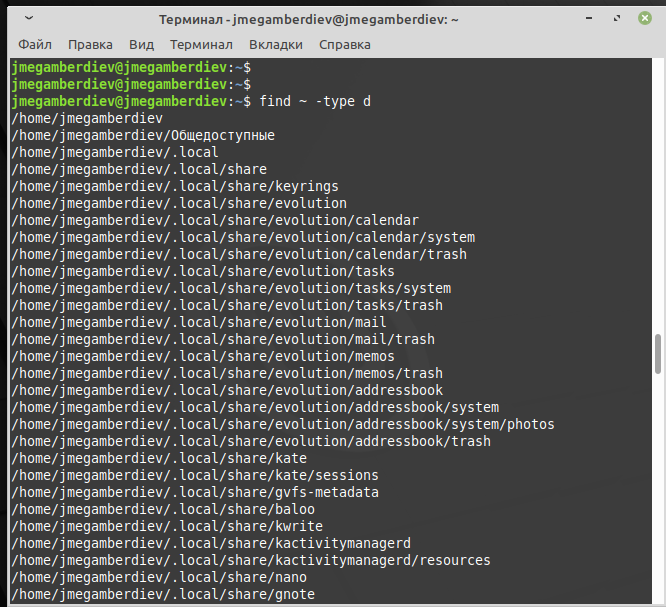 Терминал - jmegamberdiev@jmegamberdiev: ~
Файл Правка Вид Терминал Вкладки Справка
jmegamberdiev@jmegamberdiev:~$
jmegamberdiev@jmegamberdiev:~$
jmegamberdiev@jmegamberdiev:~$ find ~ -type d
/home/jmegamberdiev
/home/jmegamberdiev/Общедоступные
/home/jmegamberdiev/.local
/home/jmegamberdiev/.local/share
/home/jmegamberdiev/.local/share/keyrings
/home/jmegamberdiev/.local/share/evolution
/home/jmegamberdiev/.local/share/evolution/calendar
/home/jmegamberdiev/.local/share/evolution/calendar/system
/home/jmegamberdiev/.local/share/evolution/calendar/trash
/home/jmegamberdiev/.local/share/evolution/tasks
/home/jmegamberdiev/.local/share/evolution/tasks/system
/home/jmegamberdiev/.local/share/evolution/tasks/trash
/home/jmegamberdiev/.local/share/evolution/mail
/home/jmegamberdiev/.local/share/evolution/mail/trash
/home/jmegamberdiev/.local/share/evolution/memos
/home/jmegamberdiev/.local/share/evolution/memos/trash
/home/jmegamberdiev/.local/share/evolution/addressbook
/home/jmegamberdiev/.local/share/evolution/addressbook/system
/home/jmegamberdiev/.local/share/evolution/addressbook/system/photos
/home/jmegamberdiev/.local/share/evolution/addressbook/trash
/home/jmegamberdiev/.local/share/kate
/home/jmegamberdiev/.local/share/kate/sessions
/home/jmegamberdiev/.local/share/gvfs-metadata
/home/jmegamberdiev/.local/share/baloo
/home/jmegamberdiev/.local/share/kwrite
/home/jmegamberdiev/.local/share/kactivitymanagerd
/home/jmegamberdiev/.local/share/kactivitymanagerd/resources
/home/jmegamberdiev/.local/share/nano
/home/jmegamberdiev/.local/share/gnote